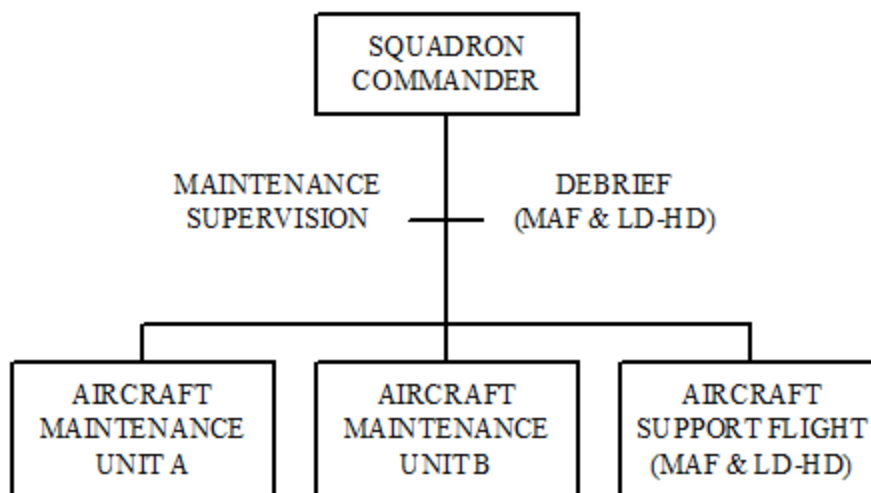 SQUADRON
COMMANDER
MAINTENANCE
SUPERVISION
DEBRIEF
(MAF & LD-HD)
AIRCRAFT
MAINTENANCE
UNIT A
AIRCRAFT
MAINTENANCE
UNIT B
AIRCRAFT
SUPPORT FLIGHT
(MAF & LD-HD)